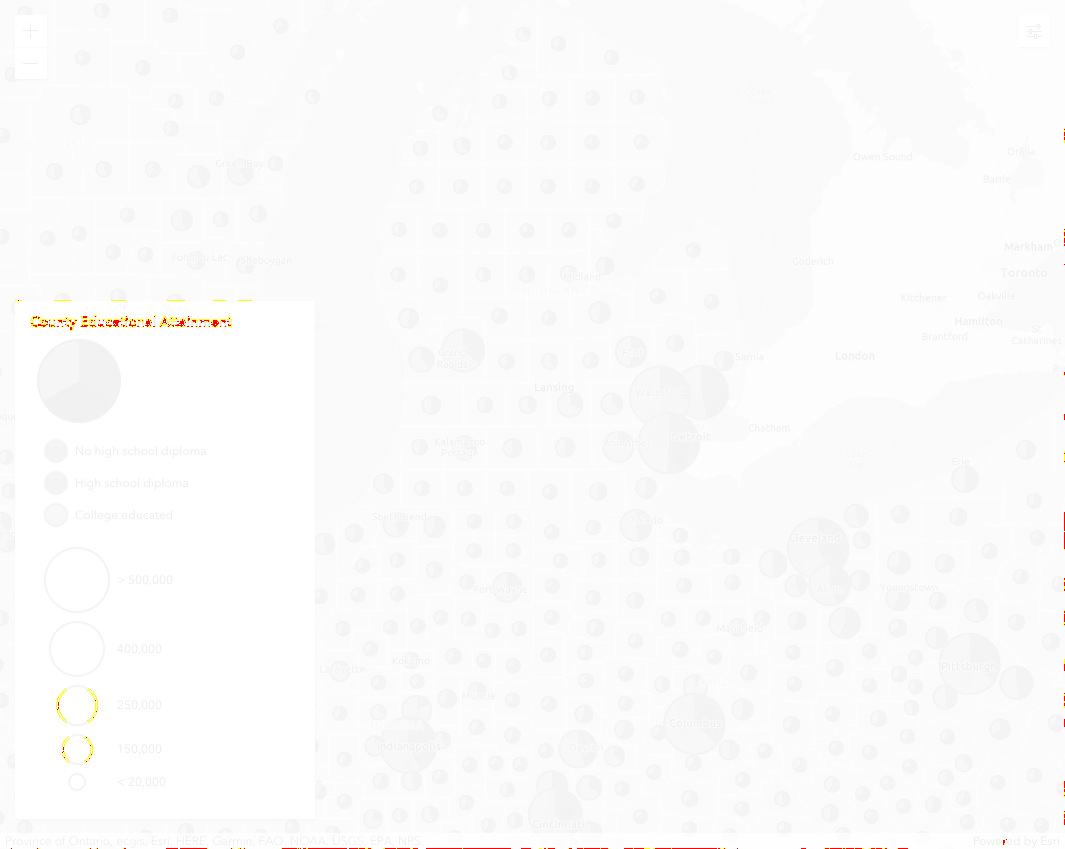 Green Bay
Owen Sound
Orillia
Barrie
Fond du Lac
Sheboygan
Markham
Goderich
Toronto
Midland
Kitchener
Oakville
County Educational Attainment
Hamilton
Brantford
St. Catharines
Grand Rapids
Flint
Sarnia
London
Lansing
Warren
Chatham
Detroit
Kalamazoo
Portage
No high school diploma
Erie
High school diploma
College educated
South Bend
Toledo
Cleveland
> 500,000
Fort Wayne
Akron
Youngstown
Mansfield
400,000
Lafayette
Kokomo
Pittsburgh
Muncie
250,000
Columbus
150,000
Indianapolis
Dayton
< 20,000
Cincinnati
Province of Ontario, ecgis, Esri, HERE, Garmin, FAO, NOAA, USGS, EPA, NPS
Powered by Esri